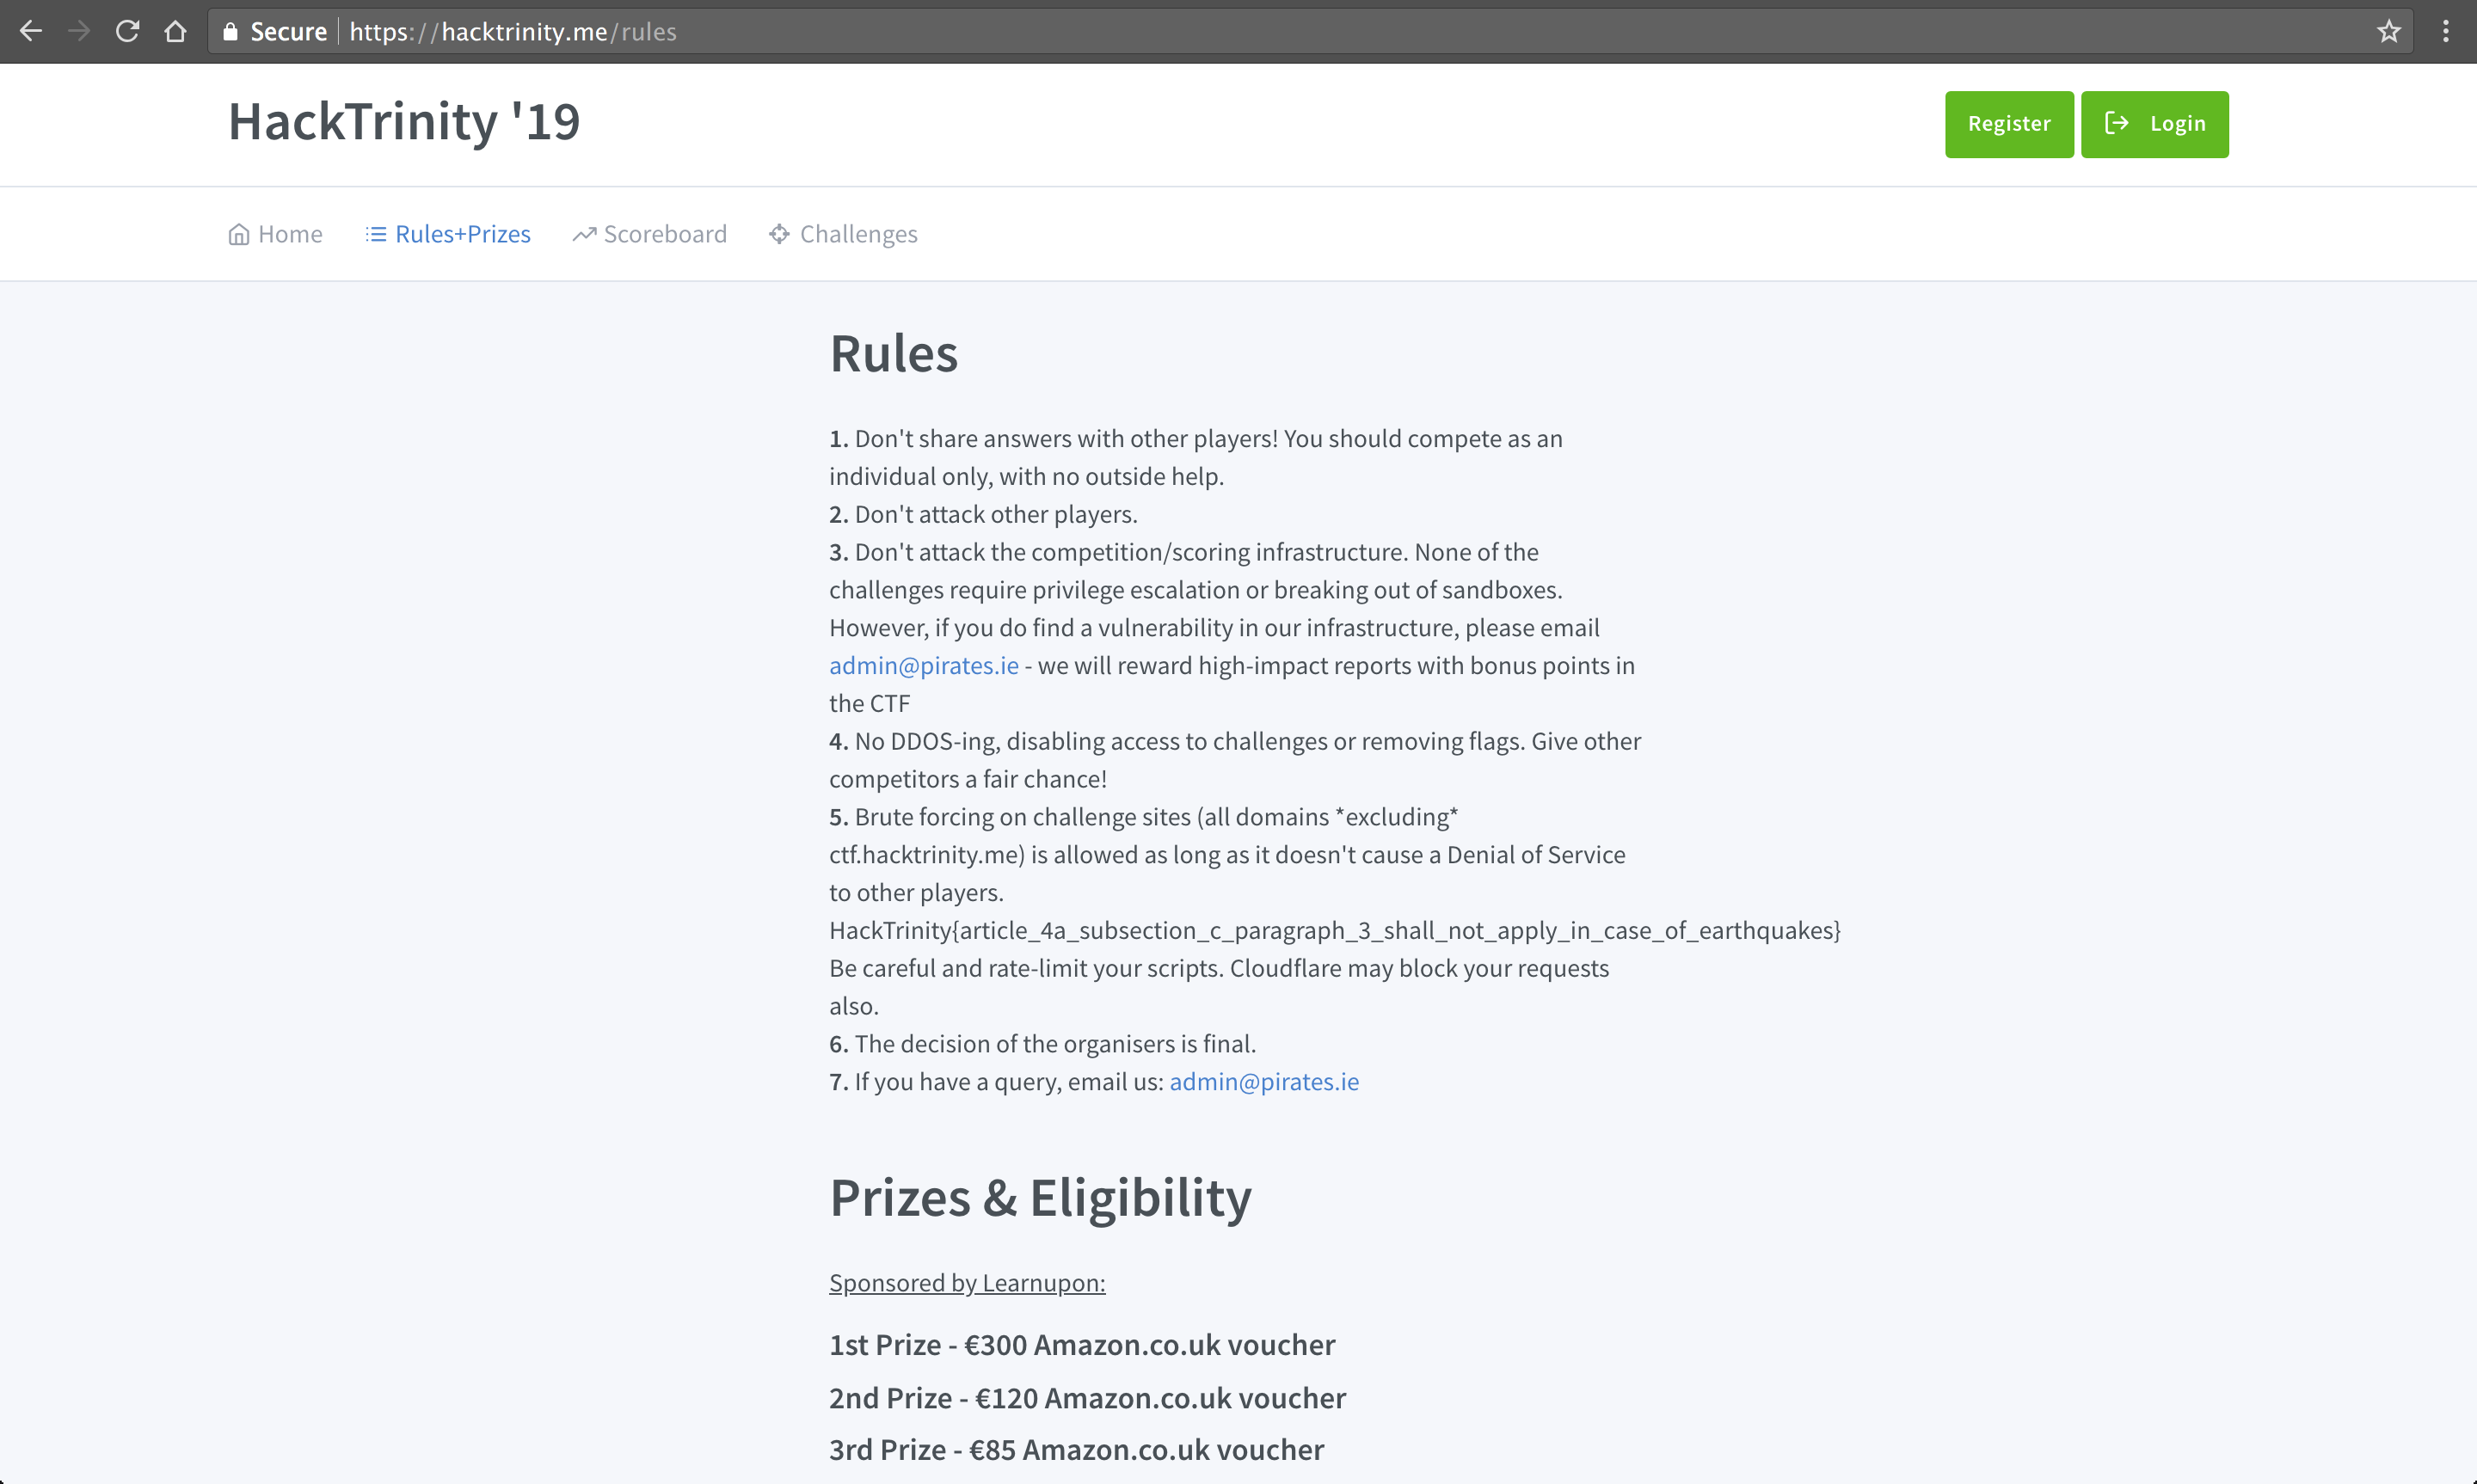 Secure https://hacktrinity.me/rules
HackTrinity '19
Register
Login
Home
Rules+Prizes
Scoreboard
Challenges
Rules
1. Don't share answers with other players! You should compete as an
individual only, with no outside help.
2. Don't attack other players.
3. Don't attack the competition/scoring infrastructure. None of the
challenges require privilege escalation or breaking out of sandboxes.
However, if you do find a vulnerability in our infrastructure, please email
admin@pirates.ie - we will reward high-impact reports with bonus points in
the CTF
4. No DDOS-ing, disabling access to challenges or removing flags. Give other
competitors a fair chance!
5. Brute forcing on challenge sites (all domains *excluding*
ctf.hacktrinity.me) is allowed as long as it doesn't cause a Denial of Service
to other players.
HackTrinity{article_4a_subsection_c_paragraph_3_shall_not_apply_in_case_of_earthquakes}
Be careful and rate-limit your scripts. Cloudflare may block your requests
also.
6. The decision of the organisers is final.
7. If you have a query, email us: admin@pirates.ie
Prizes & Eligibility
Sponsored by Learnupon:
1st Prize - €300 Amazon.co.uk voucher
2nd Prize - €120 Amazon.co.uk voucher
3rd Prize - €85 Amazon.co.uk voucher